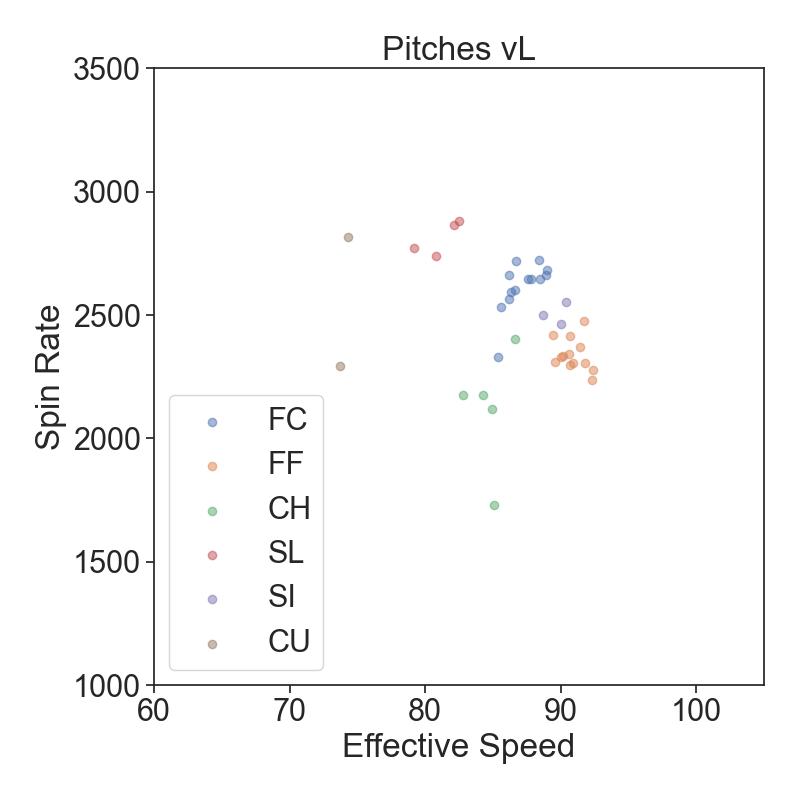 Pitches vL
3500
3000
2500
2000
1500
1000
Spin Rate
FC
FF
CH
SL
SI
CU
60 70 80 90 100
Effective Speed